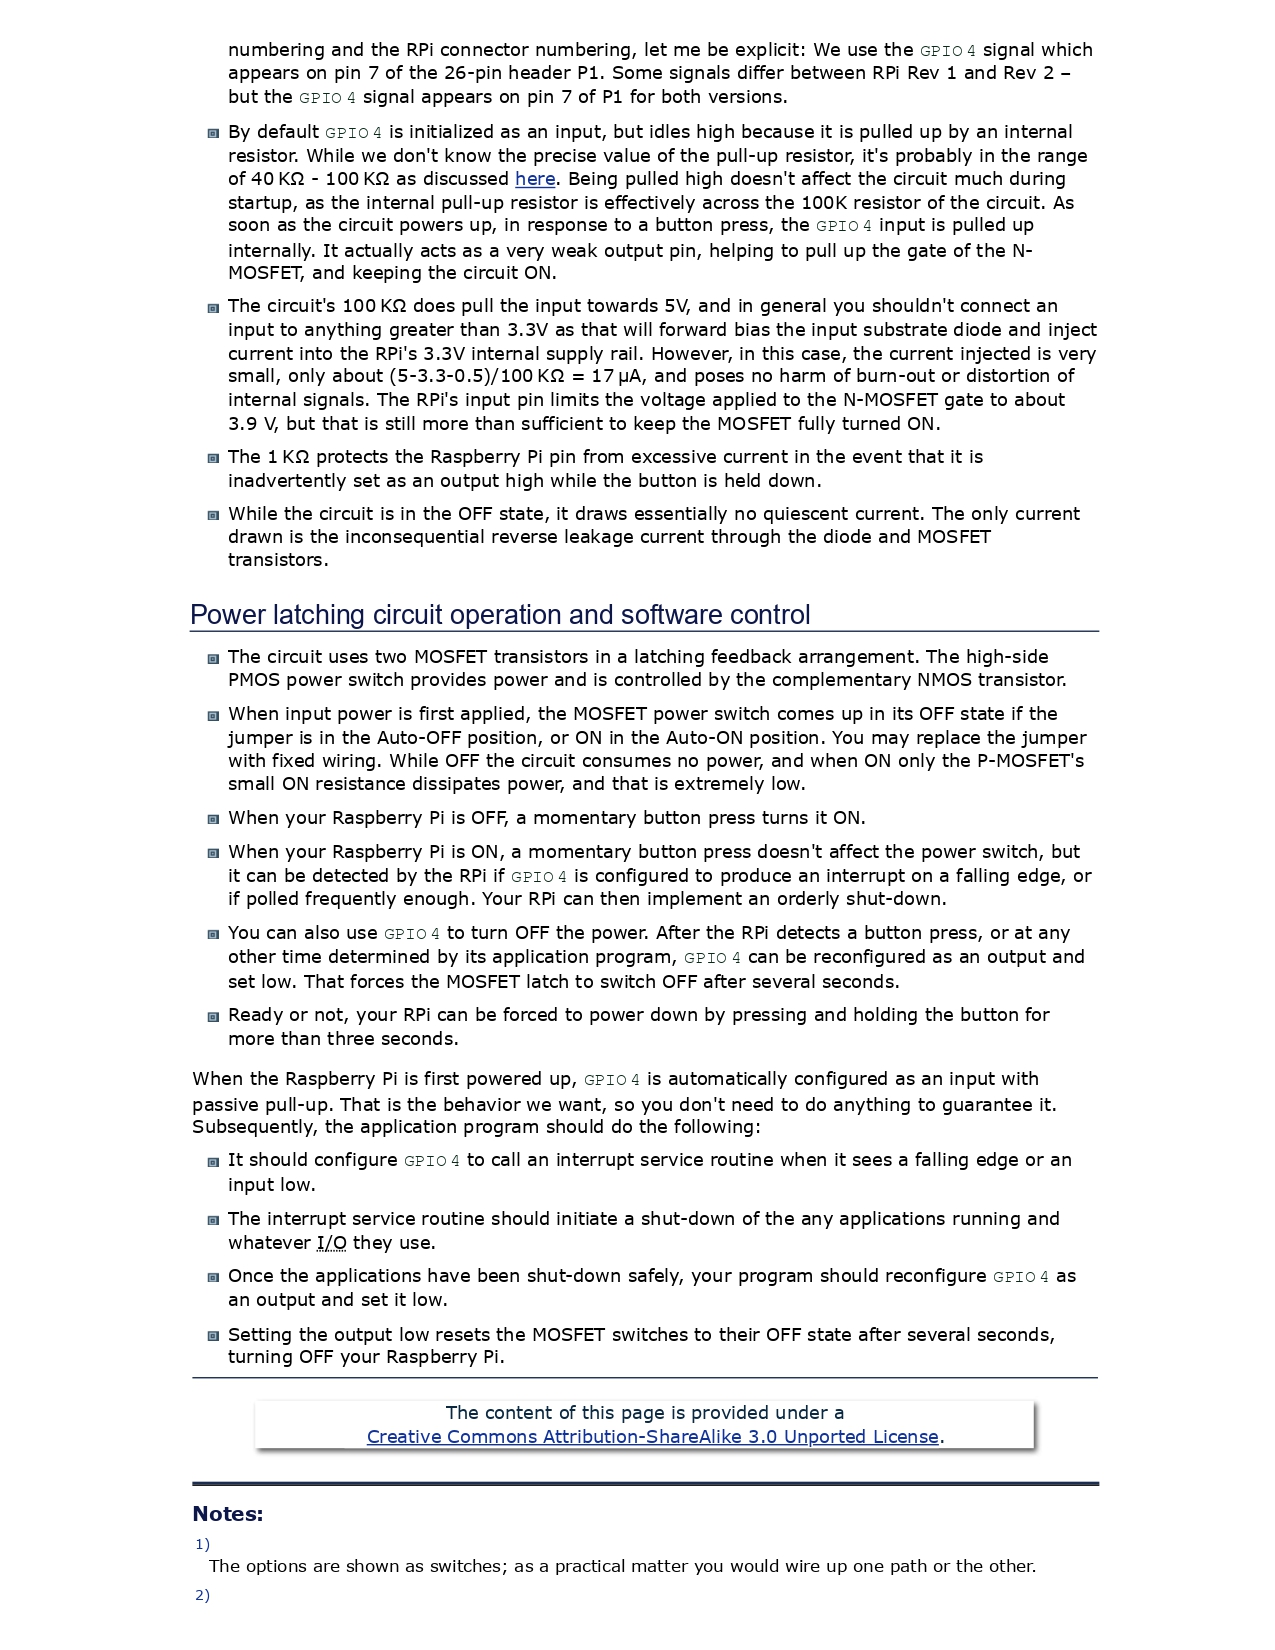 numbering and the RPi connector numbering, let me be explicit: We use the GPIO 4 signal which
appears on pin 7 of the 26-pin header P1. Some signals differ between RPi Rev 1 and Rev 2 –
but the GPIO 4 signal appears on pin 7 of P1 for both versions.
By default GPIO 4 is initialized as an input, but idles high because it is pulled up by an internal
resistor. While we don't know the precise value of the pull-up resistor, it's probably in the range
of 40 KΩ - 100 KΩ as discussed here. Being pulled high doesn't affect the circuit much during
startup, as the internal pull-up resistor is effectively across the 100K resistor of the circuit. As
soon as the circuit powers up, in response to a button press, the GPIO 4 input is pulled up
internally. It actually acts as a very weak output pin, helping to pull up the gate of the N-
MOSFET, and keeping the circuit ON.
The circuit's 100 KΩ does pull the input towards 5V, and in general you shouldn't connect an
input to anything greater than 3.3V as that will forward bias the input substrate diode and inject
current into the RPi's 3.3V internal supply rail. However, in this case, the current injected is very
small, only about (5-3.3-0.5)/100 KΩ = 17 µA, and poses no harm of burn-out or distortion of
internal signals. The RPi's input pin limits the voltage applied to the N-MOSFET gate to about
3.9 V, but that is still more than sufficient to keep the MOSFET fully turned ON.
The 1 KΩ protects the Raspberry Pi pin from excessive current in the event that it is
inadvertently set as an output high while the button is held down.
While the circuit is in the OFF state, it draws essentially no quiescent current. The only current
drawn is the inconsequential reverse leakage current through the diode and MOSFET
transistors.
Power latching circuit operation and software control
The circuit uses two MOSFET transistors in a latching feedback arrangement. The high-side
PMOS power switch provides power and is controlled by the complementary NMOS transistor.
When input power is first applied, the MOSFET power switch comes up in its OFF state if the
jumper is in the Auto-OFF position, or ON in the Auto-ON position. You may replace the jumper
with fixed wiring. While OFF the circuit consumes no power, and when ON only the P-MOSFET's
small ON resistance dissipates power, and that is extremely low.
When your Raspberry Pi is OFF, a momentary button press turns it ON.
When your Raspberry Pi is ON, a momentary button press doesn't affect the power switch, but
it can be detected by the RPi if GPIO 4 is configured to produce an interrupt on a falling edge, or
if polled frequently enough. Your RPi can then implement an orderly shut-down.
You can also use GPIO 4 to turn OFF the power. After the RPi detects a button press, or at any
other time determined by its application program, GPIO 4 can be reconfigured as an output and
set low. That forces the MOSFET latch to switch OFF after several seconds.
Ready or not, your RPi can be forced to power down by pressing and holding the button for
more than three seconds.
When the Raspberry Pi is first powered up, GPIO 4 is automatically configured as an input with
passive pull-up. That is the behavior we want, so you don't need to do anything to guarantee it.
Subsequently, the application program should do the following:
It should configure GPIO 4 to call an interrupt service routine when it sees a falling edge or an
input low.
The interrupt service routine should initiate a shut-down of the any applications running and
whatever I/O they use.
Once the applications have been shut-down safely, your program should reconfigure GPIO 4 as
an output and set it low.
Setting the output low resets the MOSFET switches to their OFF state after several seconds,
turning OFF your Raspberry Pi.
The content of this page is provided under a
Creative Commons Attribution-ShareAlike 3.0 Unported License.
Notes:
1)
The options are shown as switches; as a practical matter you would wire up one path or the other.
2)